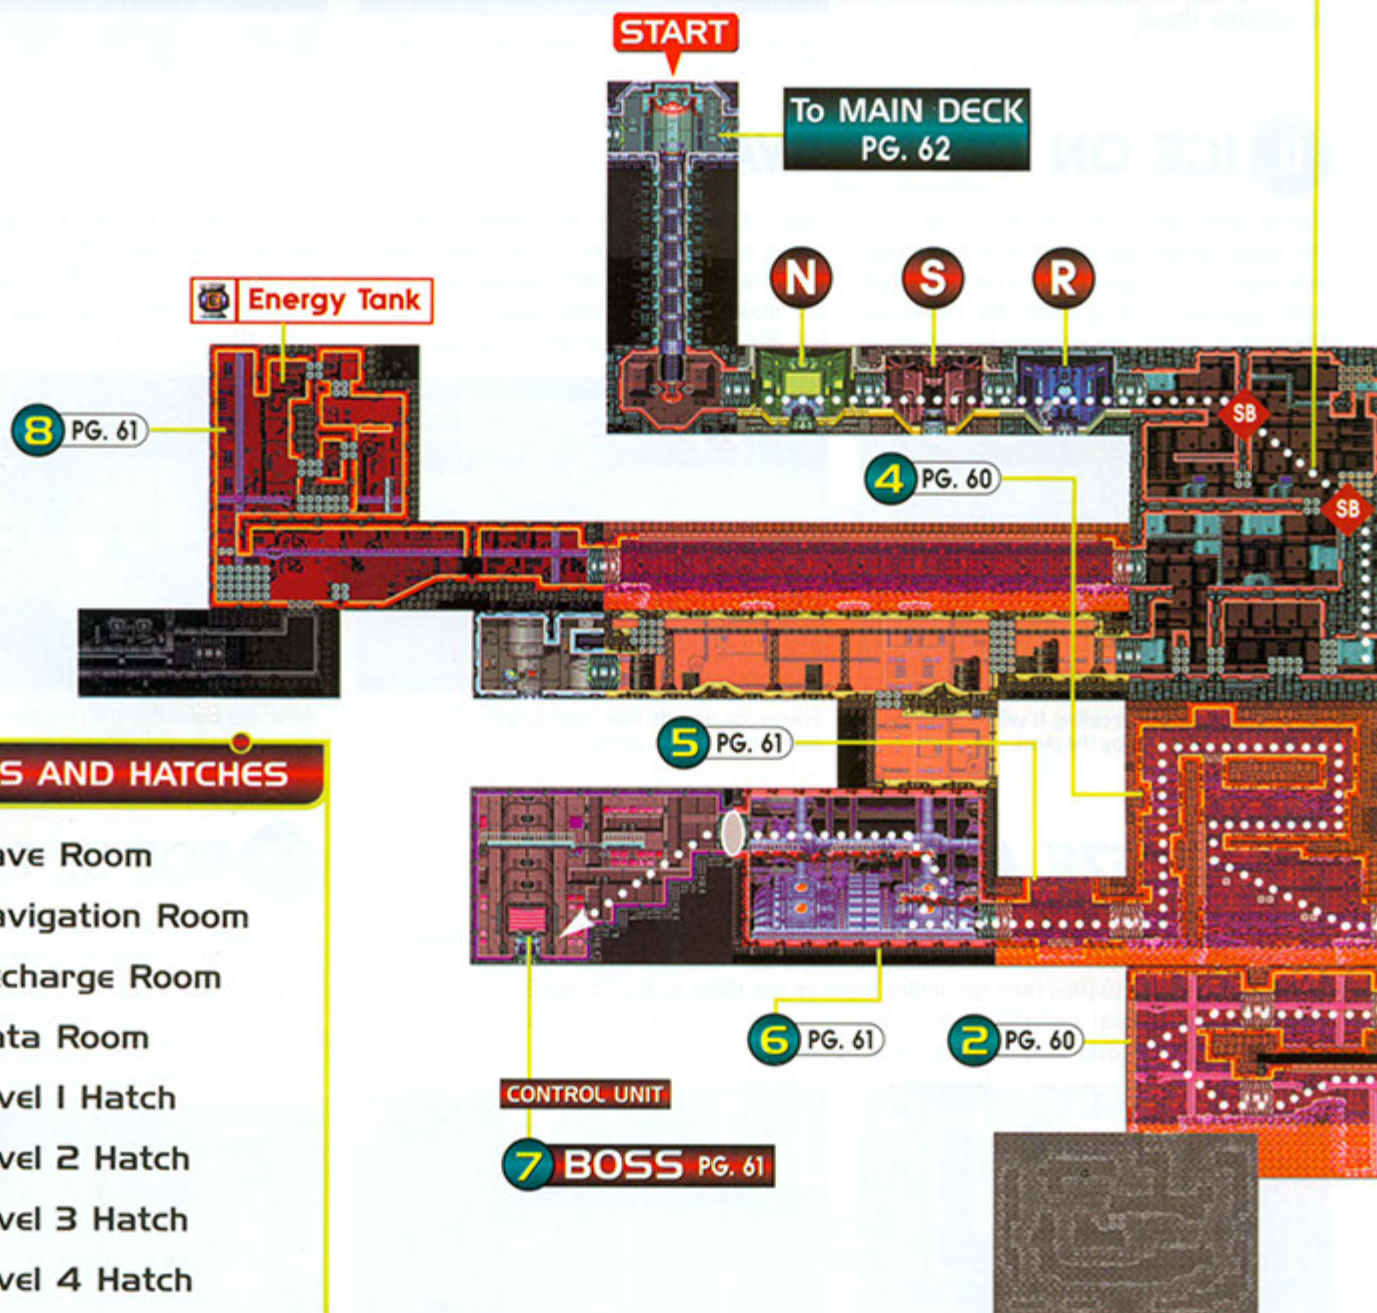 START
To MAIN DECK
PG. 62
N
S
R
Energy Tank
8 PG. 61
SB
4 PG. 60
SB
5 PG. 61
S AND HATCHES
ave Room
avigation Room
echarge Room
ata Room
vel 1 Hatch
vel 2 Hatch
vel 3 Hatch
vel 4 Hatch
6 PG. 61
2 PG. 60
CONTROL UNIT
7 BOSS PG. 61